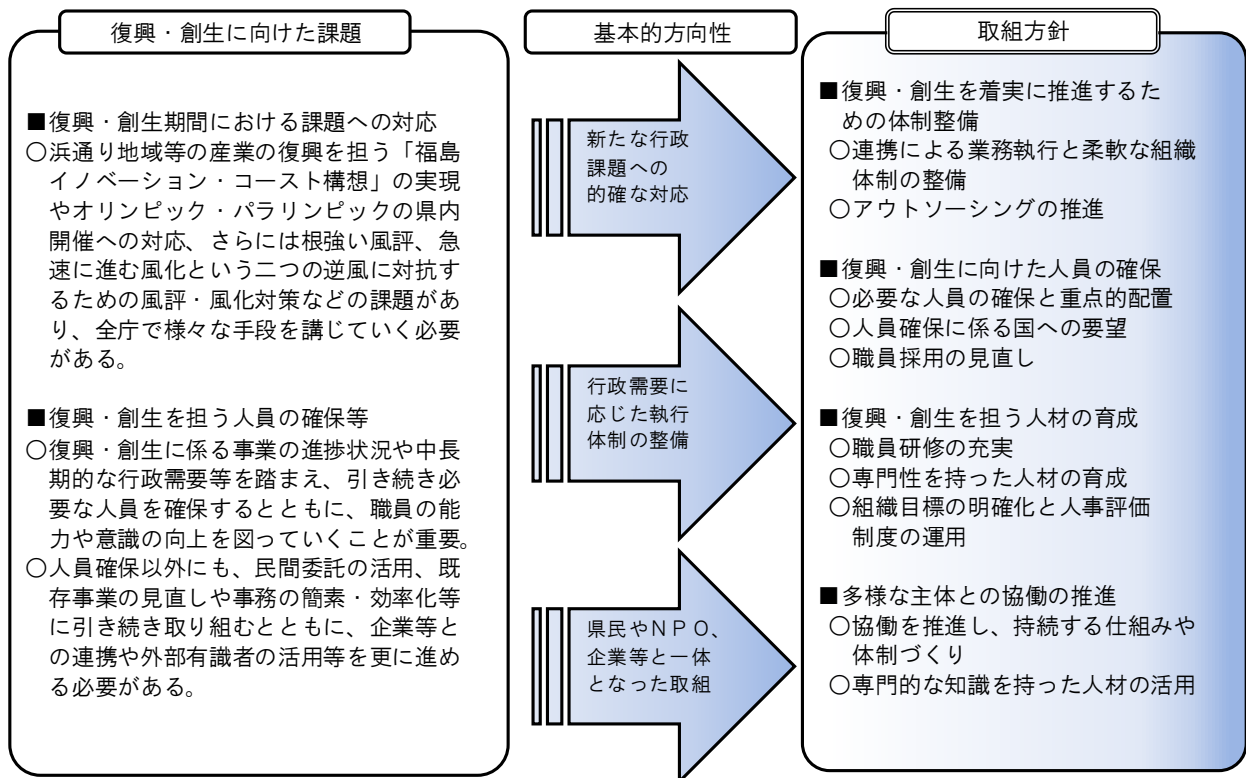 復興・創生に向けた課題
■復興・創生期間における課題への対応
○浜通り地域等の産業の復興を担う「福島
イノベーション・コースト構想」の実現
やオリンピック・パラリンピックの県内
開催への対応、さらには根強い風評、急
速に進む風化という二つの逆風に対抗す
るための風評・風化対策などの課題があ
り、全庁で様々な手段を講じていく必要
がある。
■復興・創生を担う人員の確保等
○復興・創生に係る事業の進捗状況や中長
期的な行政需要等を踏まえ、引き続き必
要な人員を確保するとともに、職員の能
力や意識の向上を図っていくことが重要。
○人員確保以外にも、民間委託の活用、既
存事業の見直しや事務の簡素・効率化等
に引き続き取り組むとともに、企業等と
の連携や外部有識者の活用等を更に進め
る必要がある。
基本的方向性
新たな行政
課題への
的確な対応
行政需要に
応じた執行
体制の整備
県民やNPO、
企業等と一体
となった取組
取組方針
■復興・創生を着実に推進するた
めの体制整備
○連携による業務執行と柔軟な組織
体制の整備
○アウトソーシングの推進
■復興・創生に向けた人員の確保
○必要な人員の確保と重点的配置
○人員確保に係る国への要望
○職員採用の見直し
■復興・創生を担う人材の育成
○職員研修の充実
○専門性を持った人材の育成
○組織目標の明確化と人事評価
制度の運用
■多様な主体との協働の推進
○協働を推進し、持続する仕組みや
体制づくり
○専門的な知識を持った人材の活用